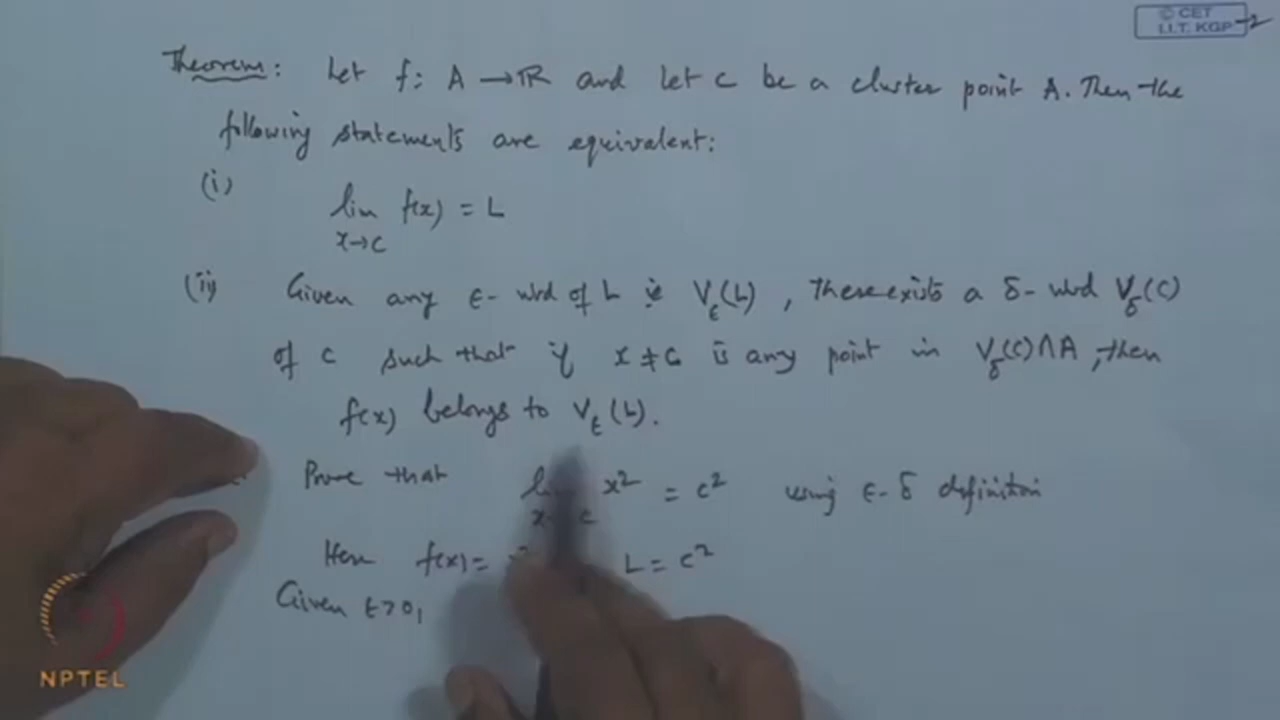 © CET
I.I.T. KGP
Theorem: Let f: A → ℝ and let c be a cluster point A. Then the
following statements are equivalent:
(i)
lim f(x) = L
x→c
(ii) Given any ε- nbd of L ie V_ε(L), there exists a δ- nbd V_δ(c)
of c such that if x ≠ c is any point in V_δ(c) ∩ A, then
f(x) belongs to V_ε(L).
Prove that lim x² = c² using ε-δ definition
x c
Here f(x) = L = c²
Given ε>0,
NPTEL